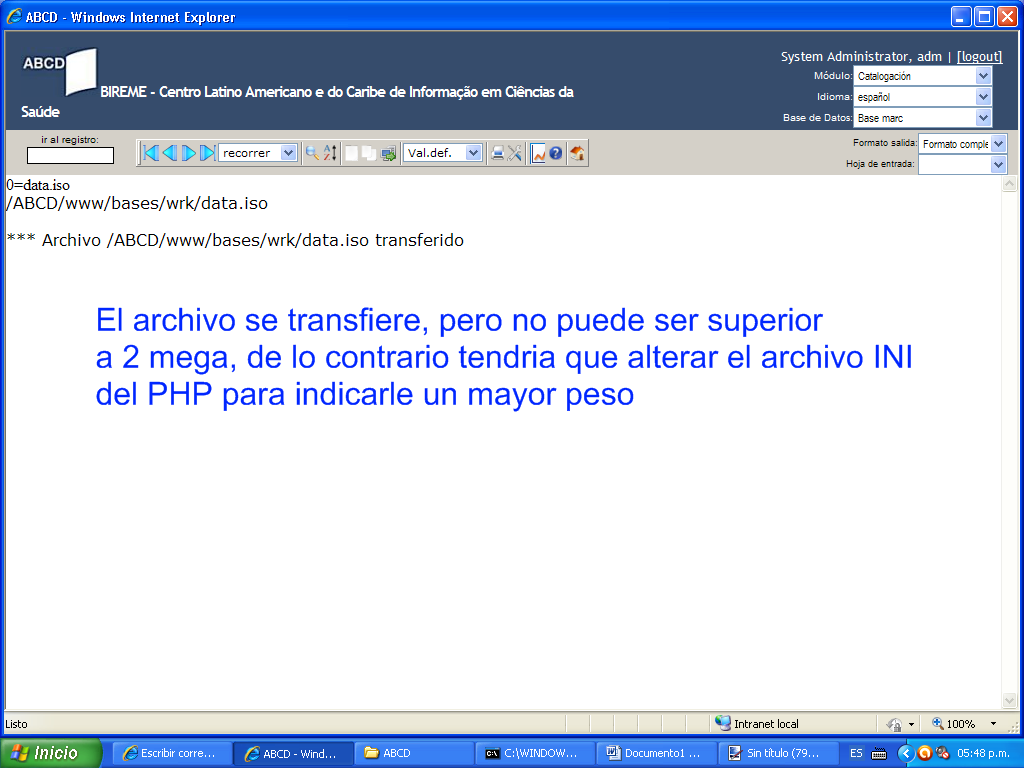 ABCD - Windows Internet Explorer
ABCD
Saúde
BIREME - Centro Latino Americano e do Caribe de Informação em Ciências da
System Administrator, adm | [logout]
Módulo: Catalogación
Idioma: español
Base de Datos: Base marc
ir al registro:
recorrer
Val.def.
Formato salida: Formato comple
Hoja de entrada:
0=data.iso
/ABCD/www/bases/wrk/data.iso
*** Archivo /ABCD/www/bases/wrk/data.iso transferido
El archivo se transfiere, pero no puede ser superior
a 2 mega, de lo contrario tendria que alterar el archivo INI
del PHP para indicarle un mayor peso
Listo
Intranet local
100%
Inicio
Escribir corre...
ABCD - Wind...
ABCD
C:\WINDOW...
Documento1 ...
Sin título (79...
ES
05:48 p.m.